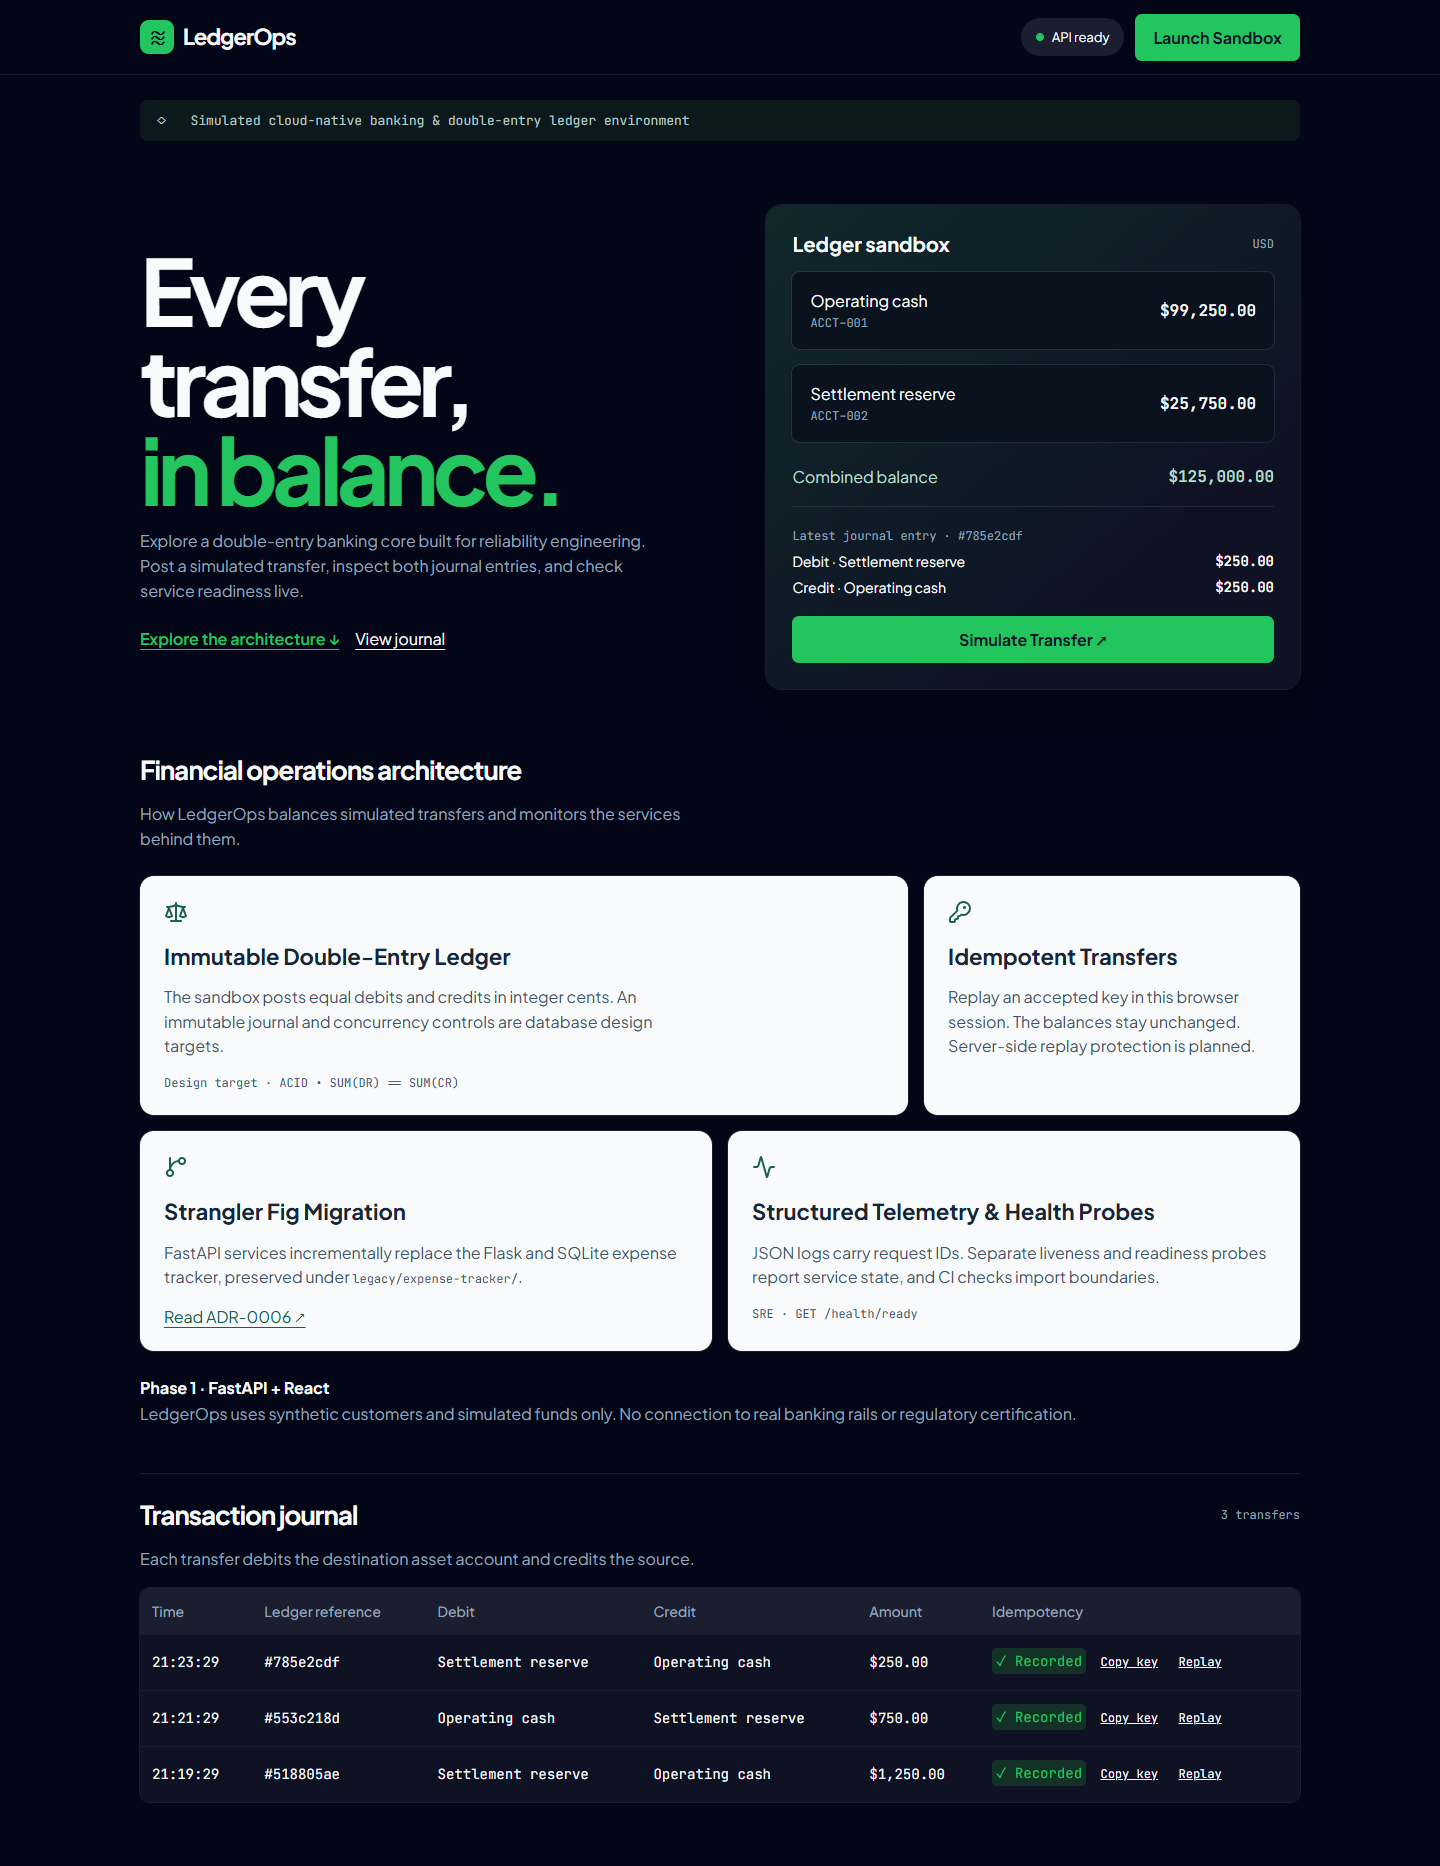 LedgerOps
API ready
Launch Sandbox
◇ Simulated cloud-native banking & double-entry ledger environment
Every
transfer,
in balance.
Explore a double-entry banking core built for reliability engineering.
Post a simulated transfer, inspect both journal entries, and check
service readiness live.
Explore the architecture ↓ View journal
Ledger sandbox USD
Operating cash
ACCT-001
$99,250.00
Settlement reserve
ACCT-002
$25,750.00
Combined balance $125,000.00
Latest journal entry · #785e2cdf
Debit · Settlement reserve $250.00
Credit · Operating cash $250.00
Simulate Transfer ↗
Financial operations architecture
How LedgerOps balances simulated transfers and monitors the services
behind them.
Immutable Double-Entry Ledger
The sandbox posts equal debits and credits in integer cents. An
immutable journal and concurrency controls are database design
targets.
Design target · ACID • SUM(DR) == SUM(CR)
Idempotent Transfers
Replay an accepted key in this browser
session. The balances stay unchanged.
Server-side replay protection is planned.
Strangler Fig Migration
FastAPI services incrementally replace the Flask and SQLite expense
tracker, preserved under legacy/expense-tracker/.
Read ADR-0006 ↗
Structured Telemetry & Health Probes
JSON logs carry request IDs. Separate liveness and readiness probes
report service state, and CI checks import boundaries.
SRE · GET /health/ready
Phase 1 · FastAPI + React
LedgerOps uses synthetic customers and simulated funds only. No connection to real banking rails or regulatory certification.
Transaction journal 3 transfers
Each transfer debits the destination asset account and credits the source.
Time Ledger reference Debit Credit Amount Idempotency
21:23:29 #785e2cdf Settlement reserve Operating cash $250.00 ✓ Recorded Copy key Replay
21:21:29 #553c218d Operating cash Settlement reserve $750.00 ✓ Recorded Copy key Replay
21:19:29 #518805ae Settlement reserve Operating cash $1,250.00 ✓ Recorded Copy key Replay